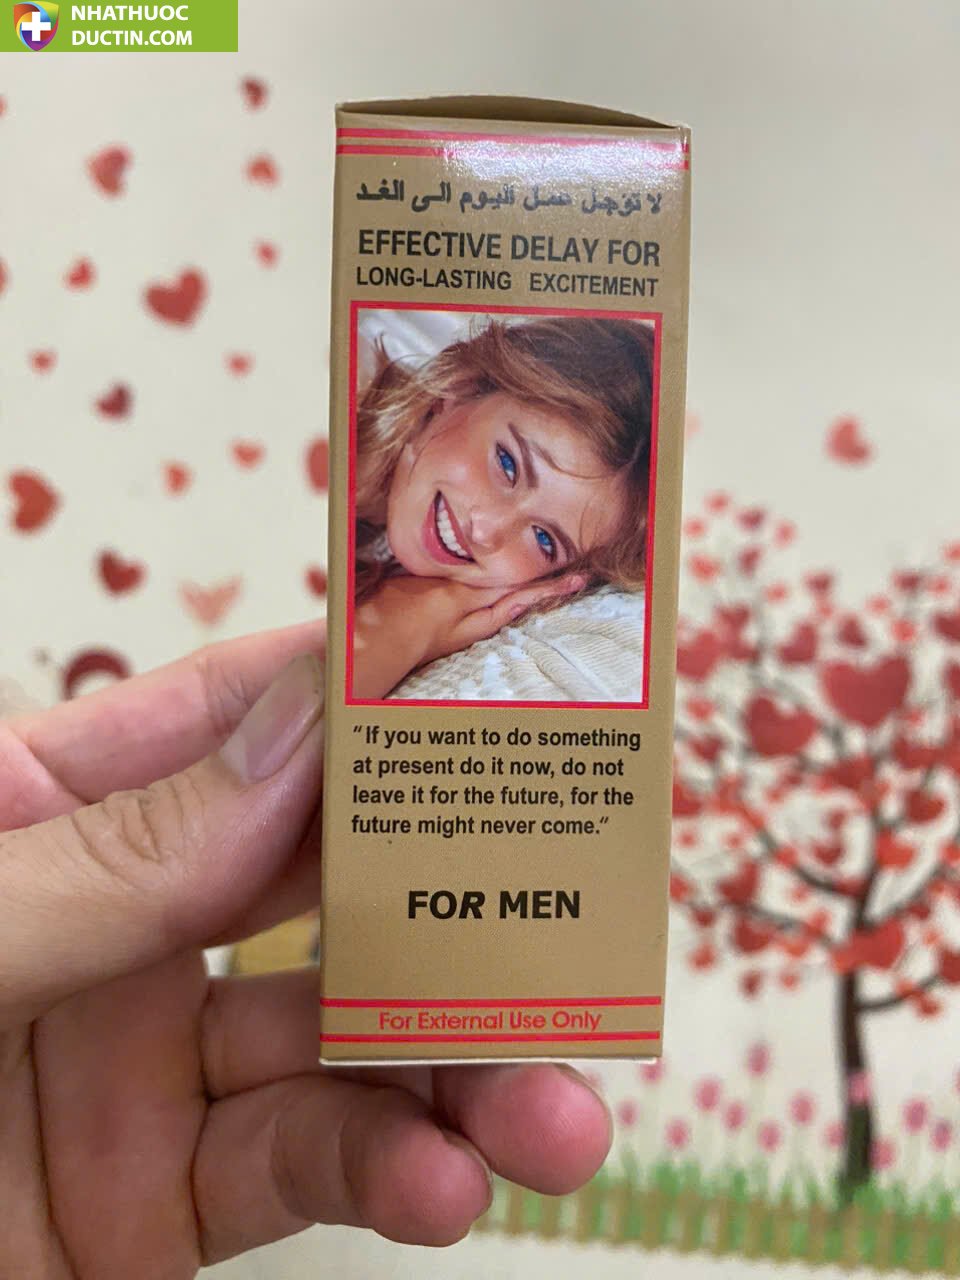 NHATHUOC
DUCTIN.COM
لا تؤجل عمل اليوم الى الغد
EFFECTIVE DELAY FOR
LONG-LASTING EXCITEMENT
“If you want to do something
at present do it now, do not
leave it for the future, for the
future might never come.”
FOR MEN
For External Use Only